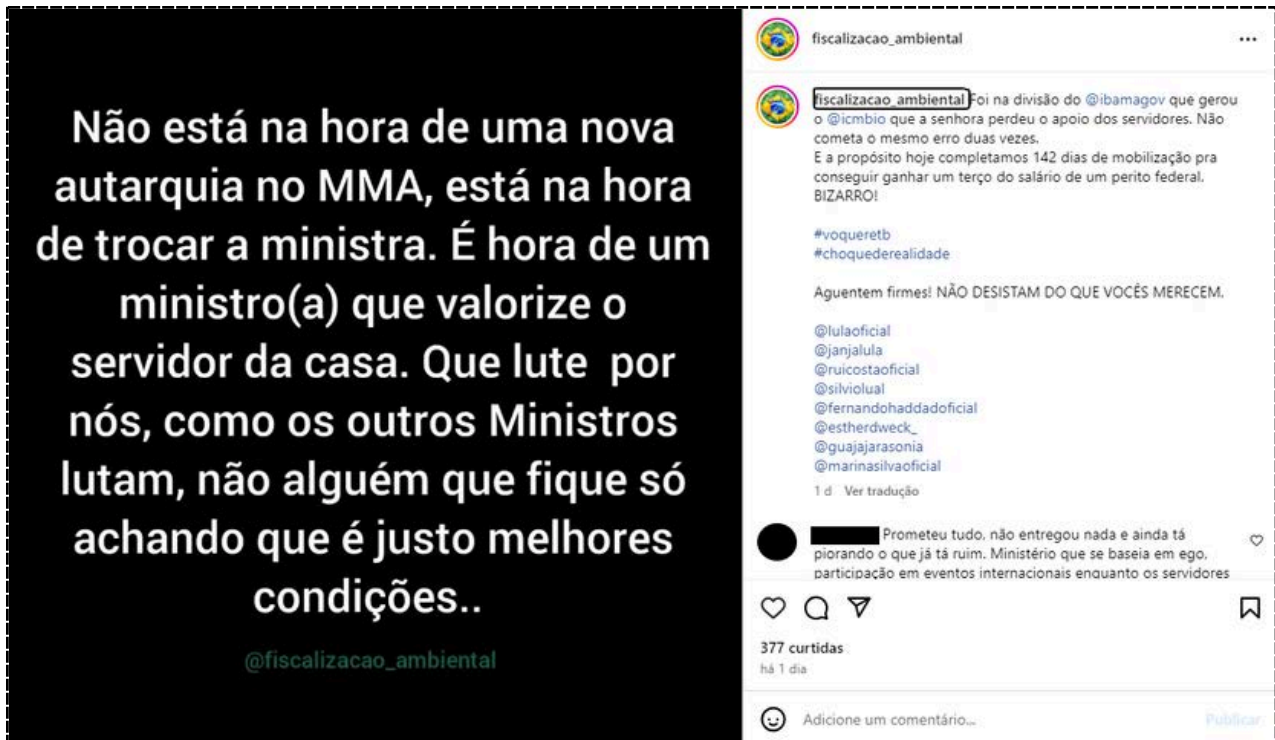 Não está na hora de uma nova
autarquia no MMA, está na hora
de trocar a ministra. É hora de um
ministro(a) que valorize o
servidor da casa. Que lute  por
nós, como os outros Ministros
lutam, não alguém que fique só
achando que é justo melhores
condições..
@fiscalizacao_ambiental
fiscalizacao_ambiental
fiscalizacao_ambiental Foi na divisão do @ibamagov que gerou
o @icmbio que a senhora perdeu o apoio dos servidores. Não
cometa o mesmo erro duas vezes.
E a propósito hoje completamos 142 dias de mobilização pra
conseguir ganhar um terço do salário de um perito federal.
BIZARRO!
#voqueretb
#choquederealidade
Aguentem firmes! NÃO DESISTAM DO QUE VOCÊS MERECEM.
@lulaoficial
@janjalula
@ruicostaoficial
@silviolual
@fernandohaddadoficial
@estherdweck_
@guajajarasonia
@marinasilvaoficial
1 d Ver tradução
Prometeu tudo, não entregou nada e ainda tá
piorando o que já tá ruim. Ministério que se baseia em ego,
participação em eventos internacionais enquanto os servidores
377 curtidas
há 1 dia
Adicione um comentário...
Publicar